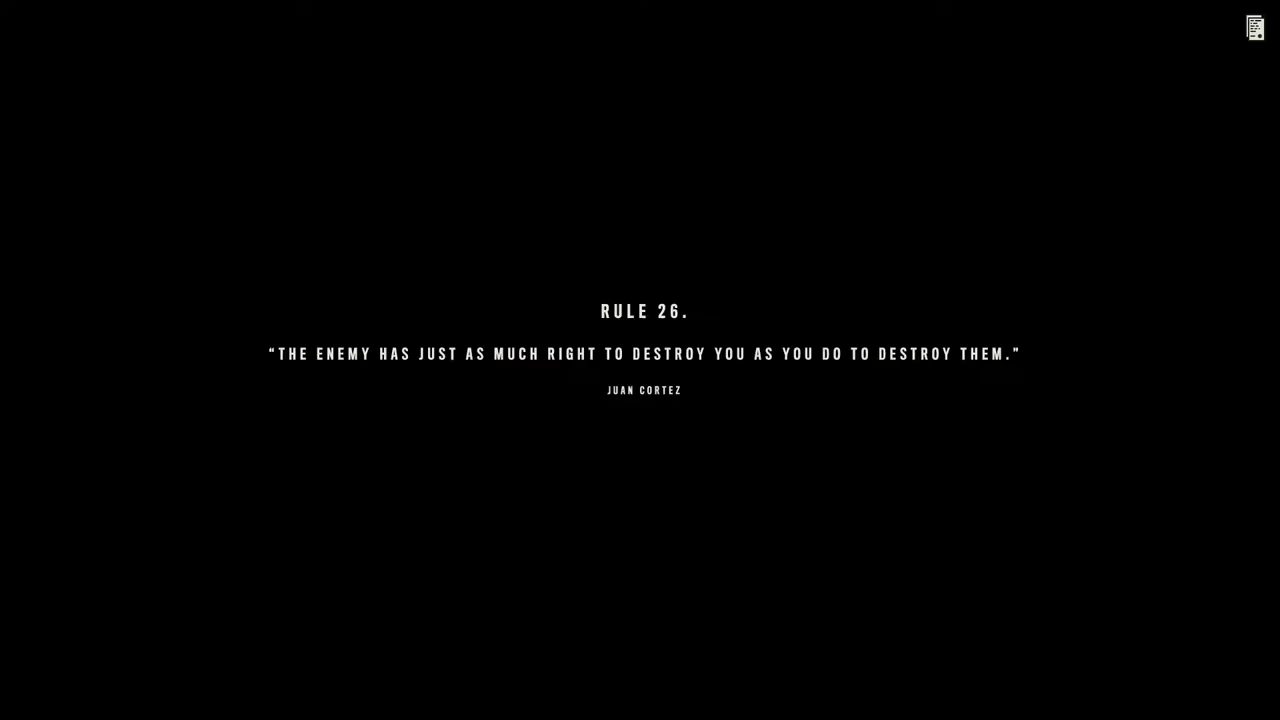 RULE 26.
“THE ENEMY HAS JUST AS MUCH RIGHT TO DESTROY YOU AS YOU DO TO DESTROY THEM.”
JUAN CORTEZ